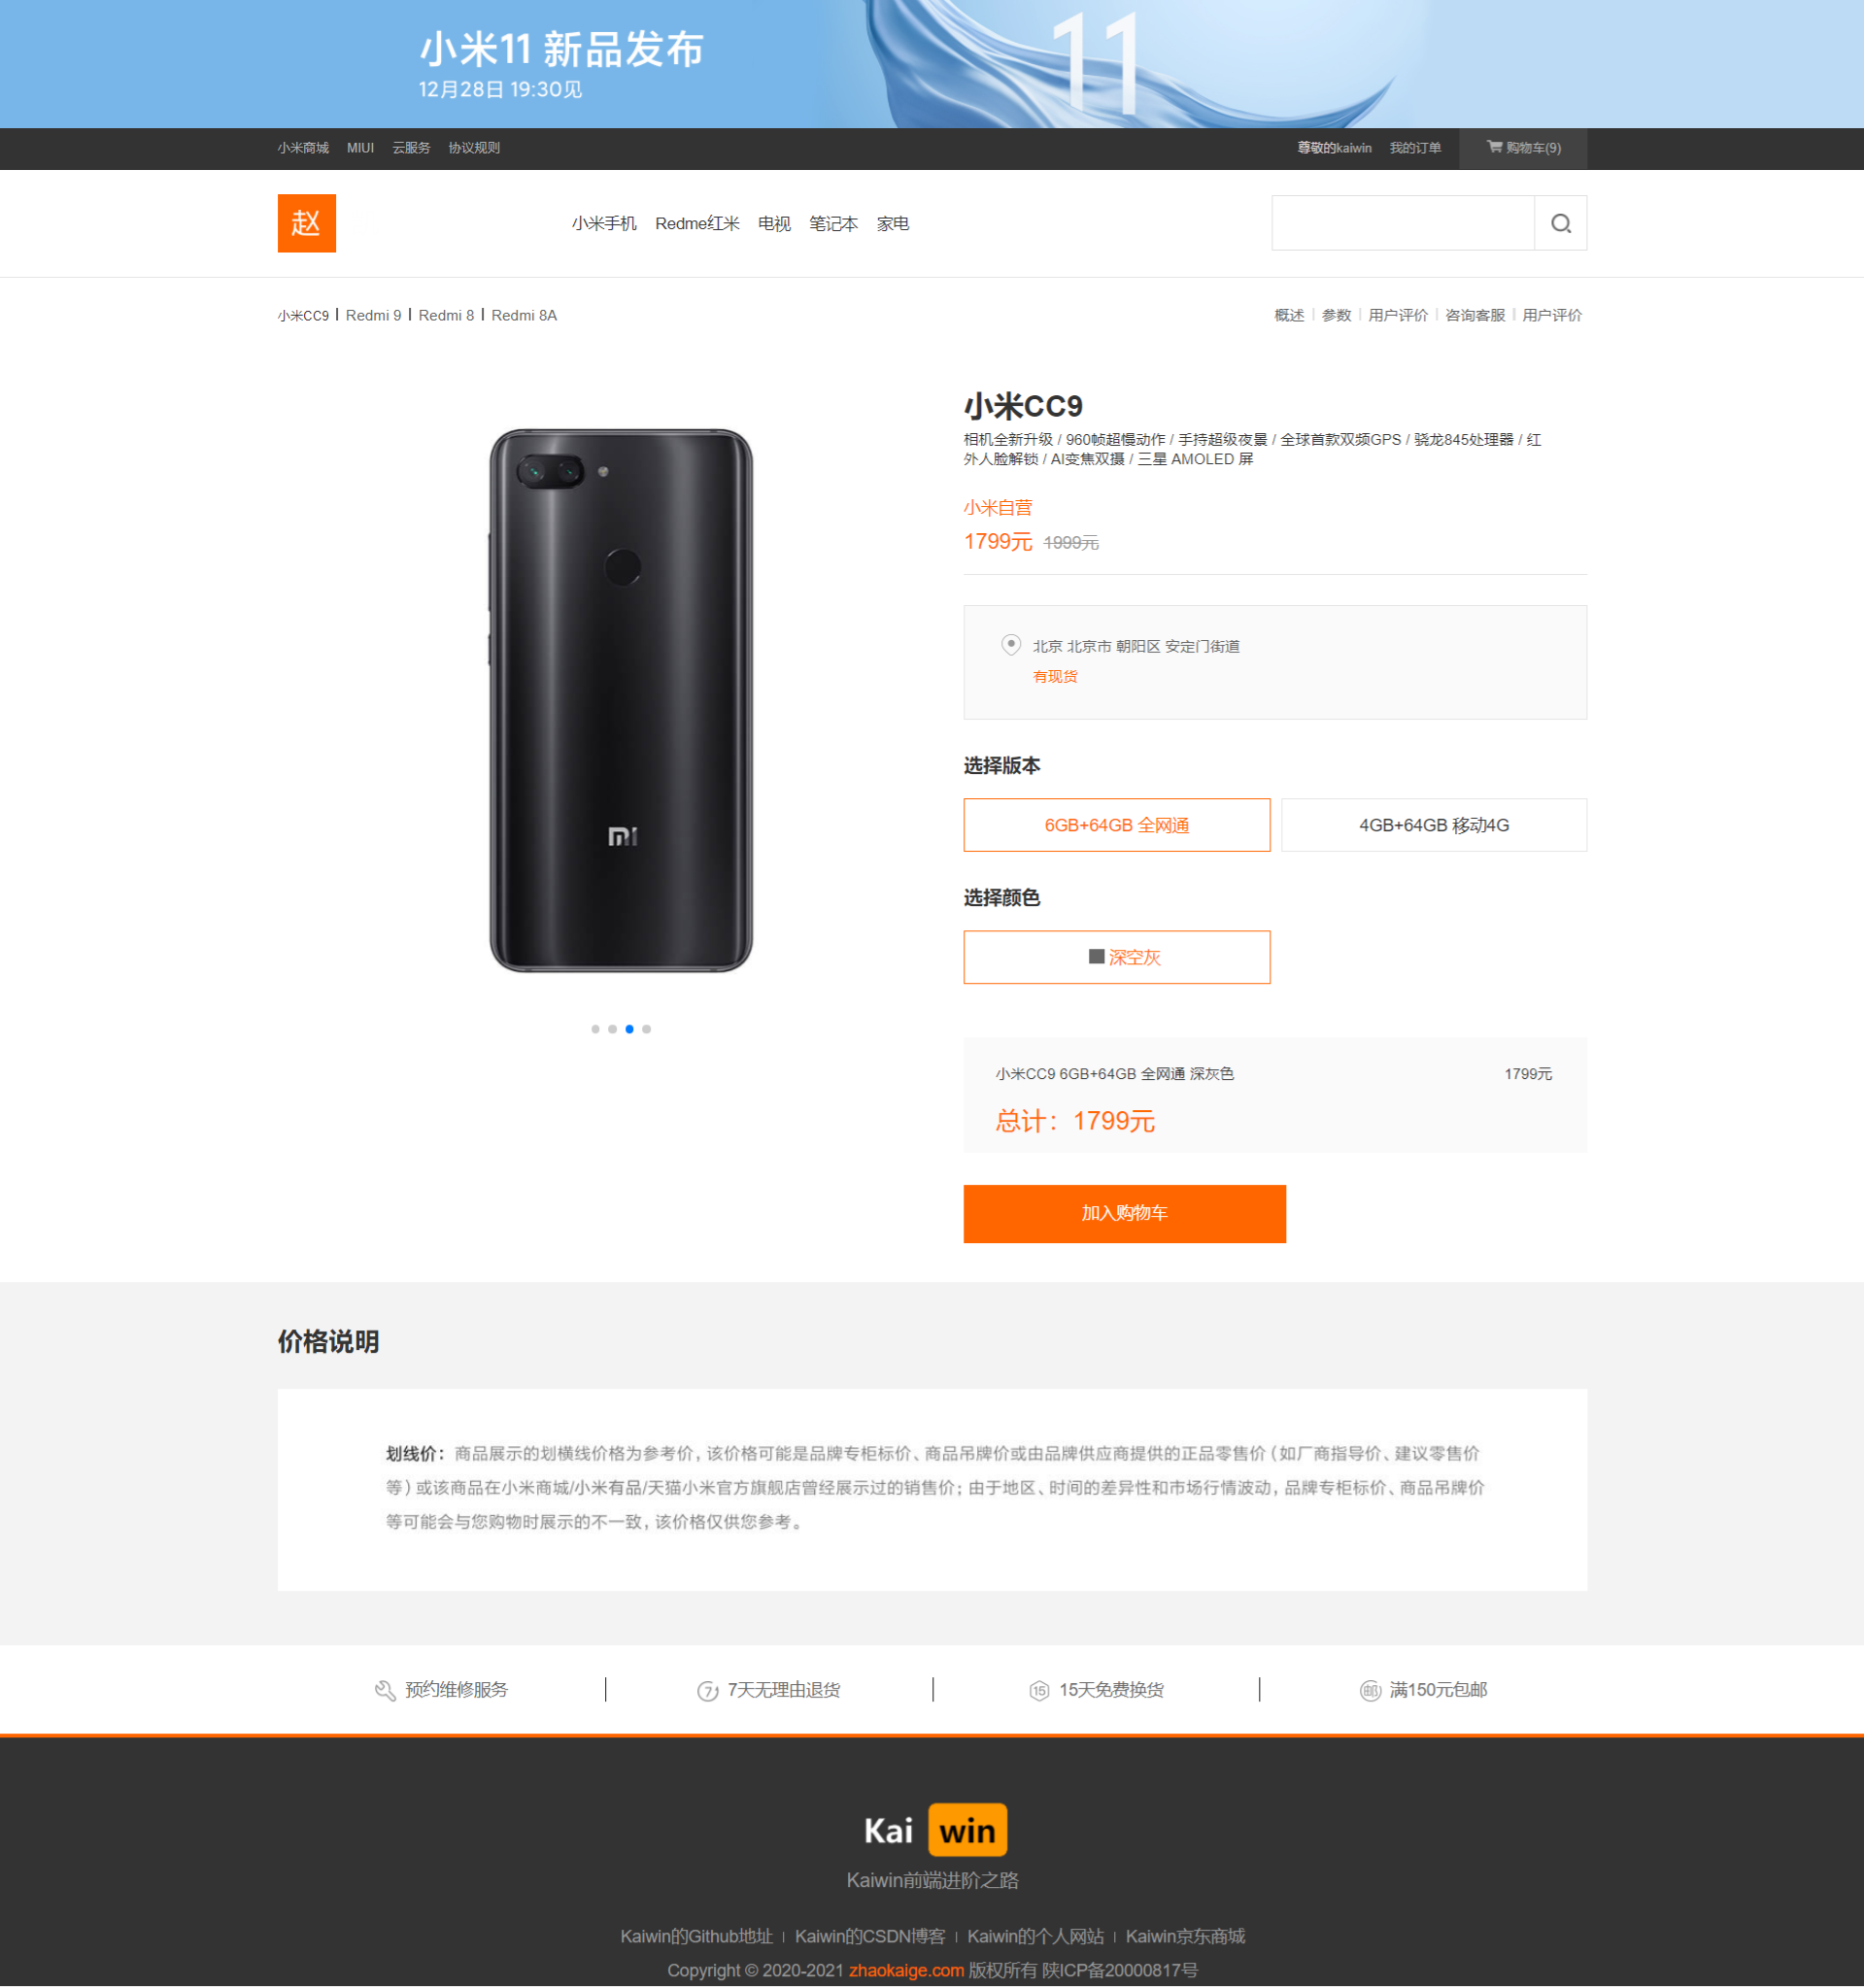 小米11 新品发布
11
12月28日 19:30见
小米商城 MIUI 云服务 协议规则 尊敬的kaiwin 我的订单 购物车(9)
赵 小米手机 Redme红米 电视 笔记本 家电
小米CC9 | Redmi 9 | Redmi 8 | Redmi 8A 概述 | 参数 | 用户评价 | 咨询客服 | 用户评价
小米CC9
相机全新升级 / 960帧超慢动作 / 手持超级夜景 / 全球首款双频GPS / 骁龙845处理器 / 红
外人脸解锁 / AI变焦双摄 / 三星 AMOLED 屏
小米自营
1799元 1999元
北京 北京市 朝阳区 安定门街道
有现货
选择版本
6GB+64GB 全网通 4GB+64GB 移动4G
mi
选择颜色
深空灰
小米CC9 6GB+64GB 全网通 深灰色 1799元
总计：1799元
加入购物车
价格说明
划线价：商品展示的划横线价格为参考价，该价格可能是品牌专柜标价、商品吊牌价或由品牌供应商提供的正品零售价（如厂商指导价、建议零售价
等）或该商品在小米商城/小米有品/天猫小米官方旗舰店曾经展示过的销售价；由于地区、时间的差异性和市场行情波动，品牌专柜标价、商品吊牌价
等可能会与您购物时展示的不一致，该价格仅供您参考。
预约维修服务 | 7 7天无理由退货 | 15 15天免费换货 | 邮 满150元包邮
Kai win
Kaiwin前端进阶之路
Kaiwin的Github地址 | Kaiwin的CSDN博客 | Kaiwin的个人网站 | Kaiwin京东商城
Copyright © 2020-2021 zhaokaige.com 版权所有 陕ICP备20000817号